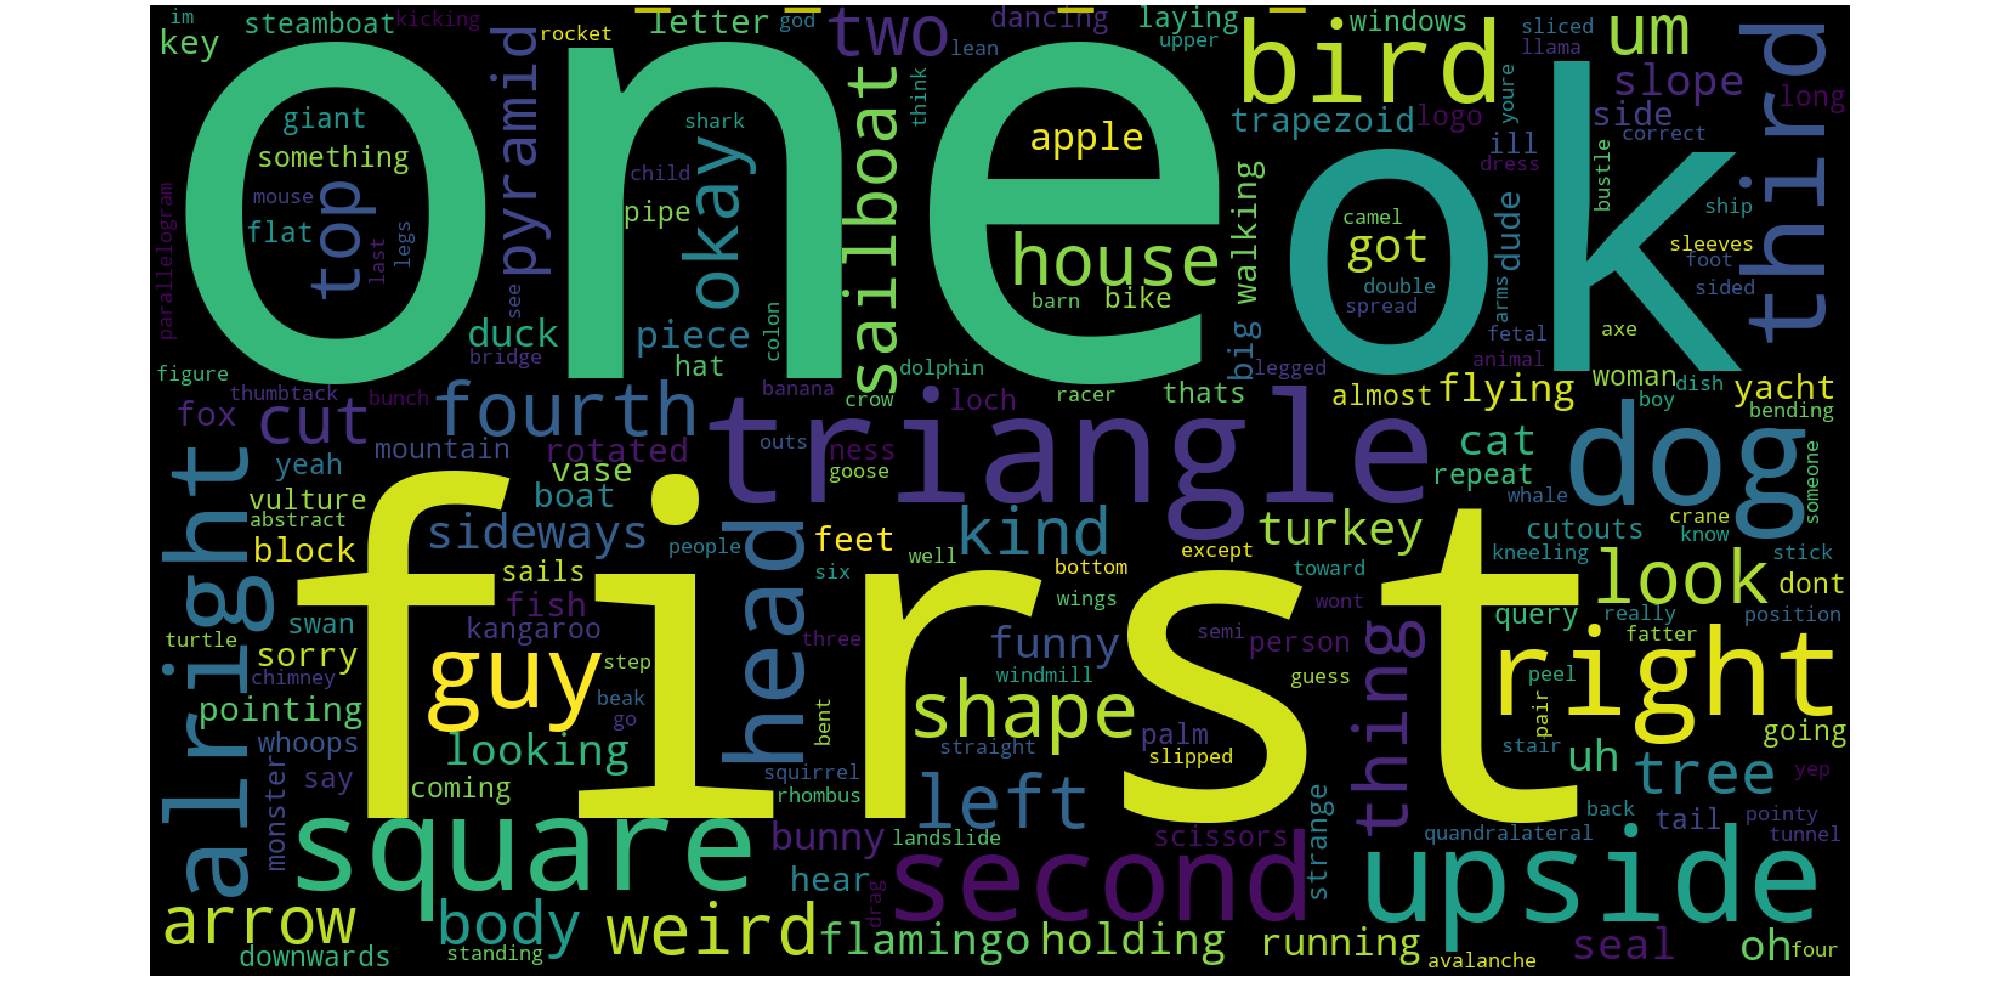 im
steamboat
kicking
key
rocket
letter
god
two
lean
dancing
laying
upper
bird
windows
sliced
llama
um
third
slope
long
one
ok
giant
something
mouse
top
flat
legs
last
parallelogram
pyramid
see
shark
child
pipe
okay
sailboat
think
apple
house
barn
bike
walking
trapezoid
logo
youre
ill
side
correct
dress
bustle
camel
got
double
spread
dude
arms
ship
sleeves
foot
sided
axe
fetal
animal
duck
bridge
piece
hat
colon
dolphin
big
legged
figure
thumbtack
bunch
banana
crow
loch
racer
thats
almost
flying
woman
boy
dish
yacht
bending
fox
cut
fourth
triangle
mountain
rotated
outs
ness
goose
cat
repeat
dog
someone
yeah
vase
vulture
boat
whale
abstract
sideways
head
people
feet
well
kind
turkey
except
cutouts
crane
know
kneeling
stick
block
sails
six
bottom
toward
look
dont
alright
first
fish
wings
wont
query
really
position
swan
kangaroo
turtle
three
funny
semi
person
thing
fatter
right
sorry
guy
step
windmill
guess
peel
chimney
beak
pair
pointing
go
bent
shape
palm
going
whoops
looking
straight
slipped
stair
uh
monster
say
coming
squirrel
rhombus
left
strange
tree
yep
back
tail
pointy
square
bunny
landslide
scissors
quandralateral
tunnel
hear
drag
second
upside
arrow
body
weird
flamingo
holding
running
seal
oh
four
downwards
standing
avalanche